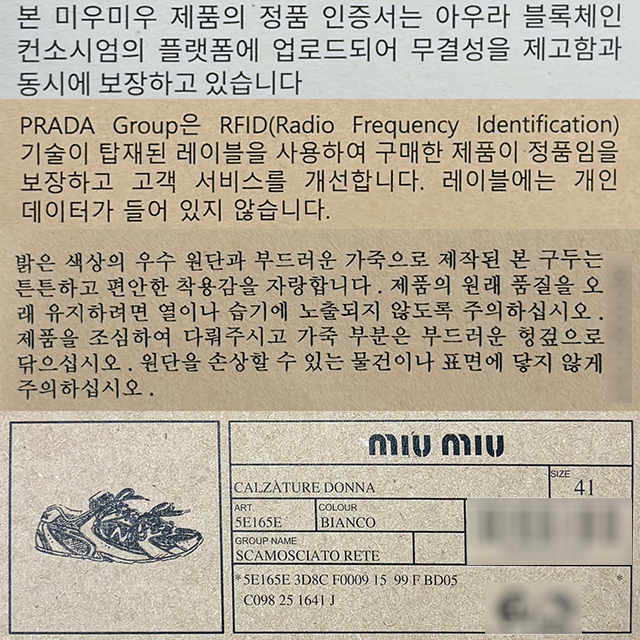 본 미우미우 제품의 정품 인증서는 아우라 블록체인
컨소시엄의 플랫폼에 업로드되어 무결성을 제고함과
동시에 보장하고 있습니다
PRADA Group은 RFID(Radio Frequency Identification)
기술이 탑재된 레이블을 사용하여 구매한 제품이 정품임을
보장하고 고객 서비스를 개선합니다. 레이블에는 개인
데이터가 들어 있지 않습니다.
밝은 색상의 우수 원단과 부드러운 가죽으로 제작된 본 구두는
튼튼하고 편안한 착용감을 자랑합니다. 제품의 원래 품질을 오
래 유지하려면 열이나 습기에 노출되지 않도록 주의하십시오.
제품을 조심하여 다뤄주시고 가죽 부분은 부드러운 헝겊으로
닦으십시오. 원단을 손상할 수 있는 물건이나 표면에 닿지 않게
주의하십시오.
miu miu
CALZATURE DONNA
SIZE
41
ART.
5E165E
COLOUR
BIANCO
GROUP NAME
SCAMOSCIATO RETE
*5E165E 3D8C F0009 15 99 F BD05 *
C098 25 1641 J